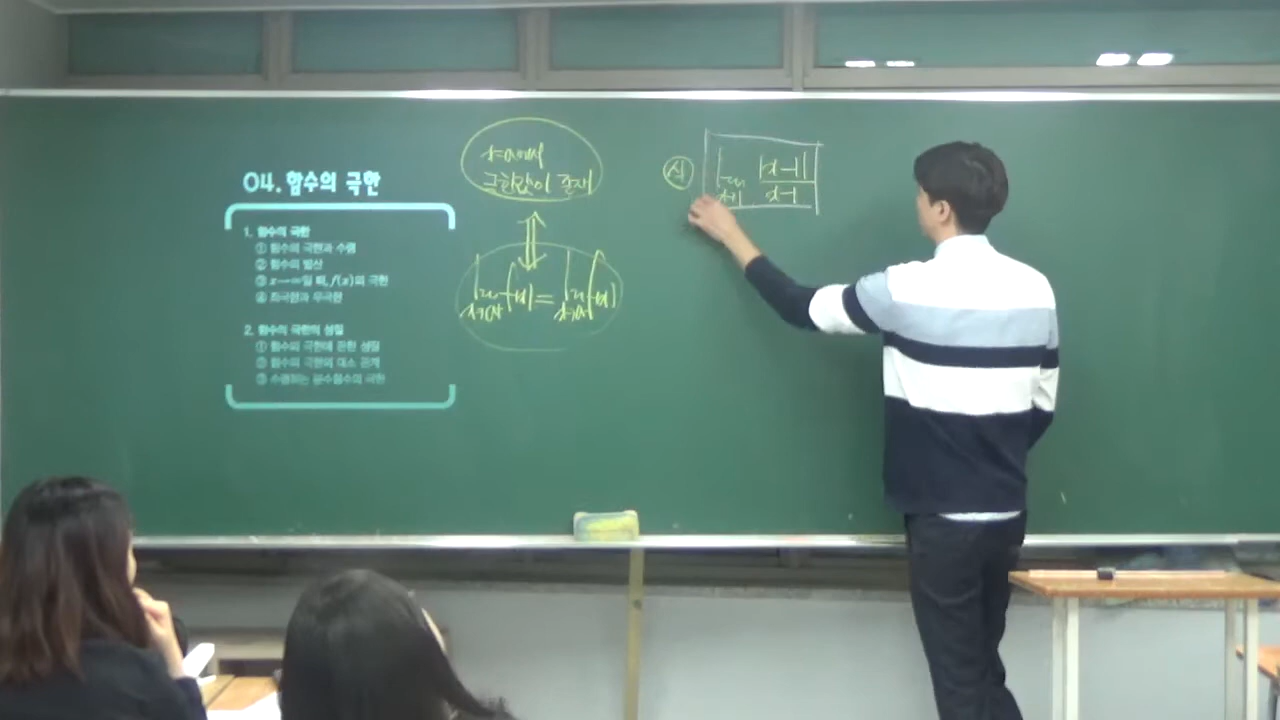 04. 함수의 극한
1. 함수의 극한
① 함수의 극한과 수렴
② 함수의 발산
③ x→∞일 때, f(x)의 극한
④ 좌극한과 우극한
2. 함수의 극한의 성질
① 함수의 극한에 관한 성질
② 함수의 극한의 대소 관계
③ 수렴하는 분수함수의 극한
x=a에서
극한값이 존재
⇕
lim f(x) = lim f(x)
식
lim |x-1|
x→1 x-1